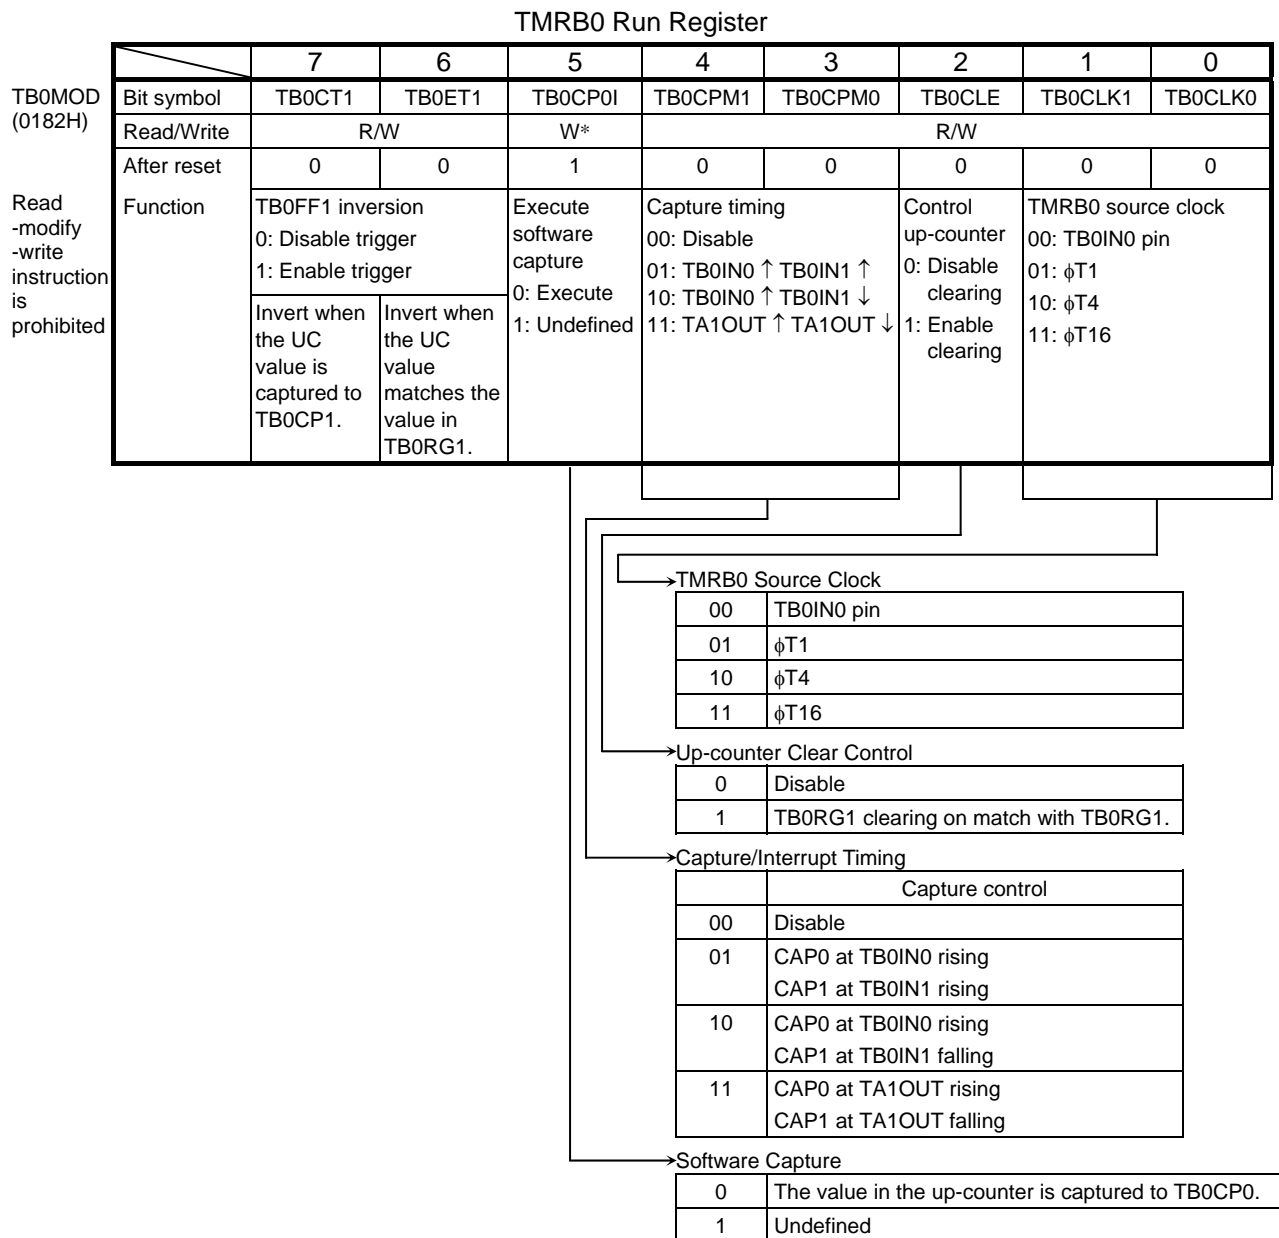 TMRB0 Run Register
7 6 5 4 3 2 1 0
TB0MOD
(0182H)
Bit symbol TB0CT1 TB0ET1 TB0CP0I TB0CPM1 TB0CPM0 TB0CLE TB0CLK1 TB0CLK0
Read/Write R/W W* R/W
After reset 0 0 1 0 0 0 0 0
Read
-modify
-write
instruction
is
prohibited
Function
TB0FF1 inversion
0: Disable trigger
1: Enable trigger
Invert when
the UC
value is
captured to
TB0CP1.
Invert when
the UC
value
matches the
value in
TB0RG1.
Execute
software
capture
0: Execute
1: Undefined
Capture timing
00: Disable
01: TB0IN0 ↑ TB0IN1 ↑
10: TB0IN0 ↑ TB0IN1 ↓
11: TA1OUT ↑ TA1OUT ↓
Control
up-counter
0: Disable
clearing
1: Enable
clearing
TMRB0 source clock
00: TB0IN0 pin
01: ϕT1
10: ϕT4
11: ϕT16
TMRB0 Source Clock
00 TB0IN0 pin
01 ϕT1
10 ϕT4
11 ϕT16
Up-counter Clear Control
0 Disable
1 TB0RG1 clearing on match with TB0RG1.
Capture/Interrupt Timing
Capture control
00 Disable
01 CAP0 at TB0IN0 rising
CAP1 at TB0IN1 rising
10 CAP0 at TB0IN0 rising
CAP1 at TB0IN1 falling
11 CAP0 at TA1OUT rising
CAP1 at TA1OUT falling
Software Capture
0 The value in the up-counter is captured to TB0CP0.
1 Undefined